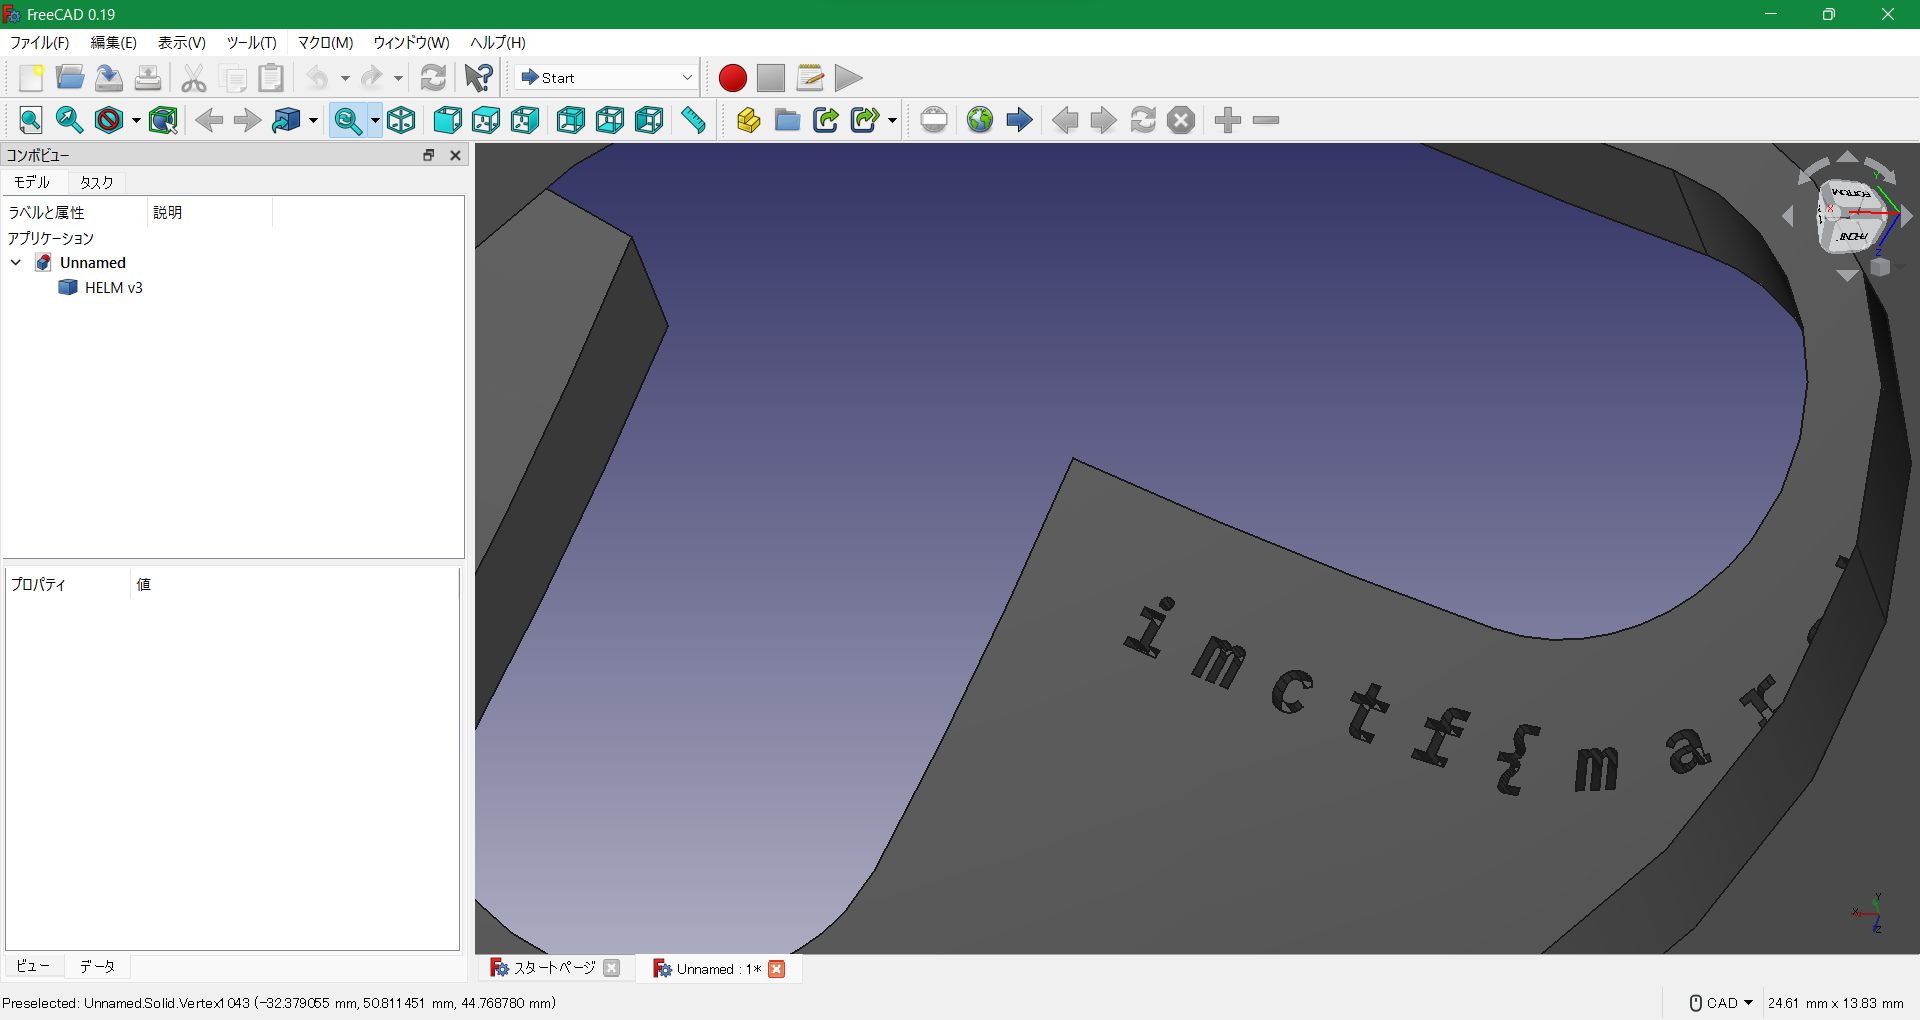 FreeCAD 0.19
ファイル(F) 編集(E) 表示(V) ツール(T) マクロ(M) ウィンドウ(W) ヘルプ(H)
Start
コンボビュー
モデル タスク
ラベルと属性 説明
アプリケーション
Unnamed
HELM v3
プロパティ 値
ビュー データ
BOTTOM
FRONT
X Y Z
imctf{mar
X Y Z
スタートページ Unnamed : 1*
Preselected: Unnamed.Solid.Vertex1043 (-32.379055 mm, 50.811451 mm, 44.768780 mm)
CAD 24.61 mm x 13.83 mm